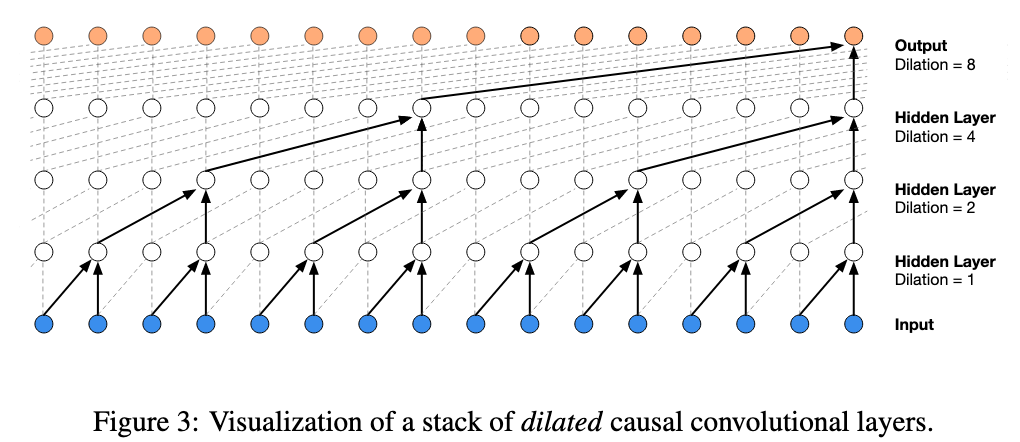 Output
Dilation = 8
Hidden Layer
Dilation = 4
Hidden Layer
Dilation = 2
Hidden Layer
Dilation = 1
Input
Figure 3: Visualization of a stack of dilated causal convolutional layers.